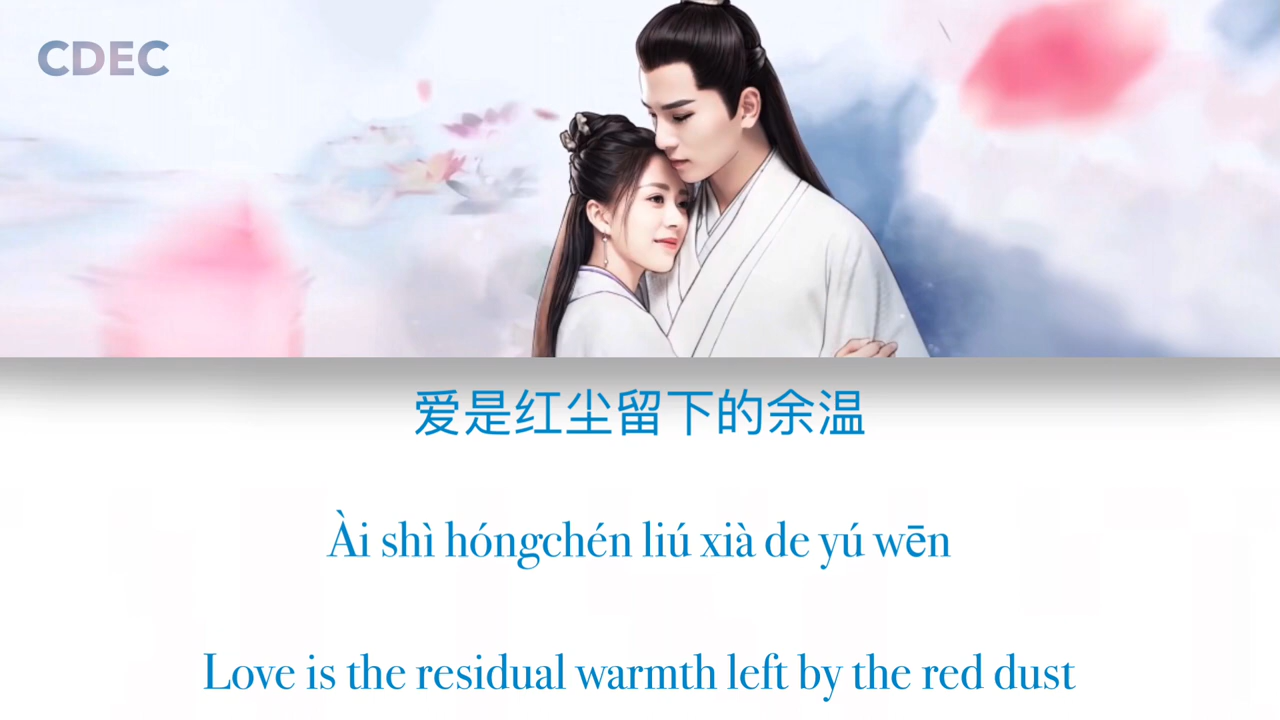 CDEC
爱是红尘留下的余温
Ài shì hóngchén liú xià de yú wēn
Love is the residual warmth left by the red dust